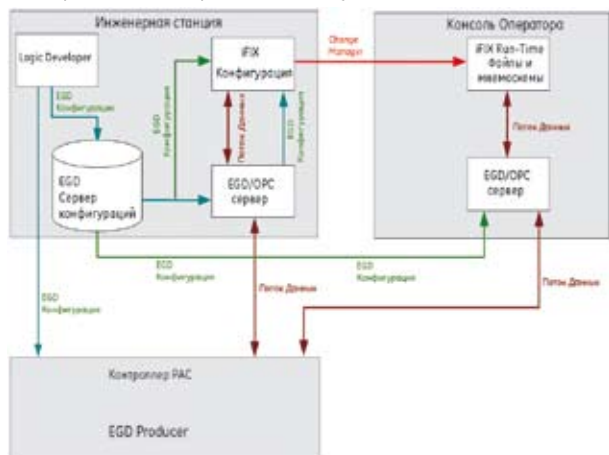 Инженерная станция
Консоль Оператора
Logic Developer
iFIX
Конфигурация
Change
Manager
iFIX Run-Time
Файлы и
мнемосхемы
EGD
Конфигурация
EGD
Конфигурация
Поток Данных
EGD
Конфигурация
Поток Данных
EGD
Сервер
конфигураций
EGD/OPC
сервер
EGD/OPC
сервер
EGD
Конфигурация
EGD
Конфигурация
EGD
Конфигурация
Поток Данных
Поток Данных
Контроллер PAC
EGD Producer